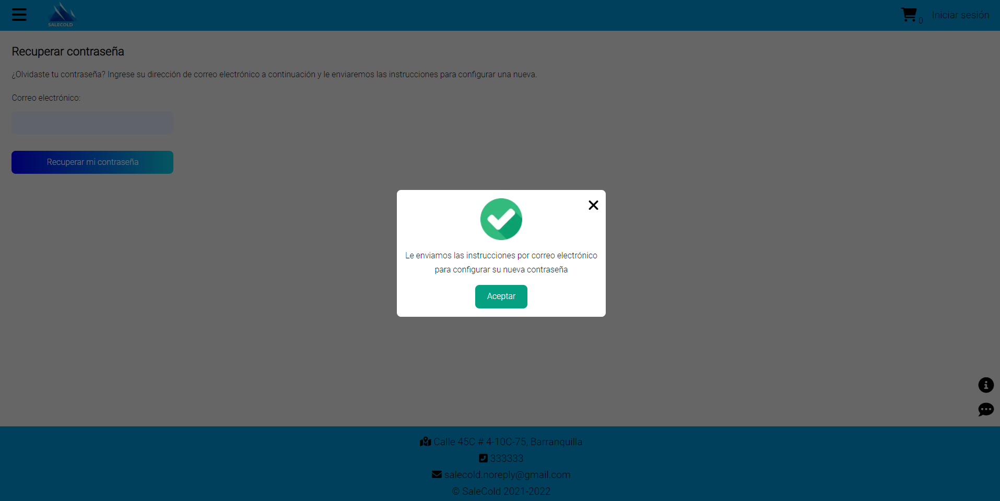 SALECOLD
0
Iniciar sesión
Recuperar contraseña
¿Olvidaste tu contraseña? Ingrese su dirección de correo electrónico a continuación y le enviaremos las instrucciones para configurar una nueva.
Correo electrónico:
Recuperar mi contraseña
Le enviamos las instrucciones por correo electrónico
para configurar su nueva contraseña
Aceptar
Calle 45C # 4-10C-75, Barranquilla
333333
salecold.noreply@gmail.com
© SaleCold 2021-2022